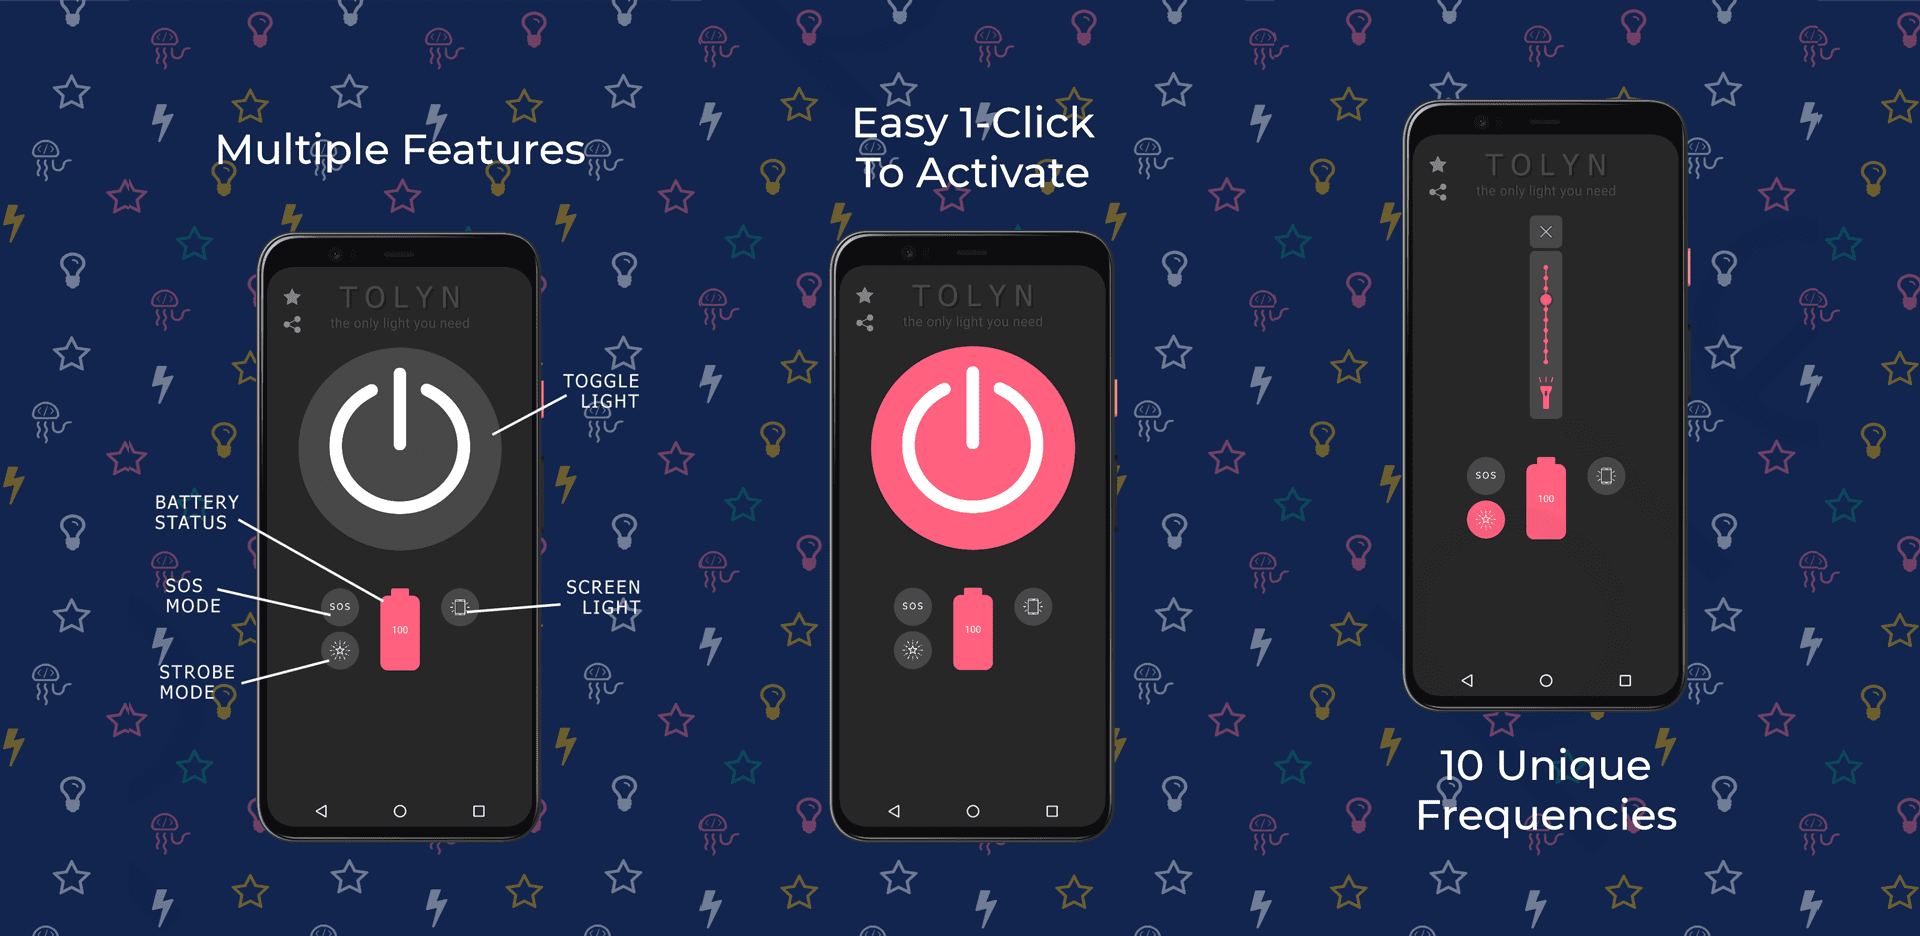 Multiple Features
TOLYN
the only light you need
TOGGLE
LIGHT
BATTERY
STATUS
SOS
MODE
STROBE
MODE
SCREEN
LIGHT
SOS
100
Easy 1-Click
To Activate
TOLYN
the only light you need
SOS
100
TOLYN
the only light you need
SOS
100
10 Unique
Frequencies